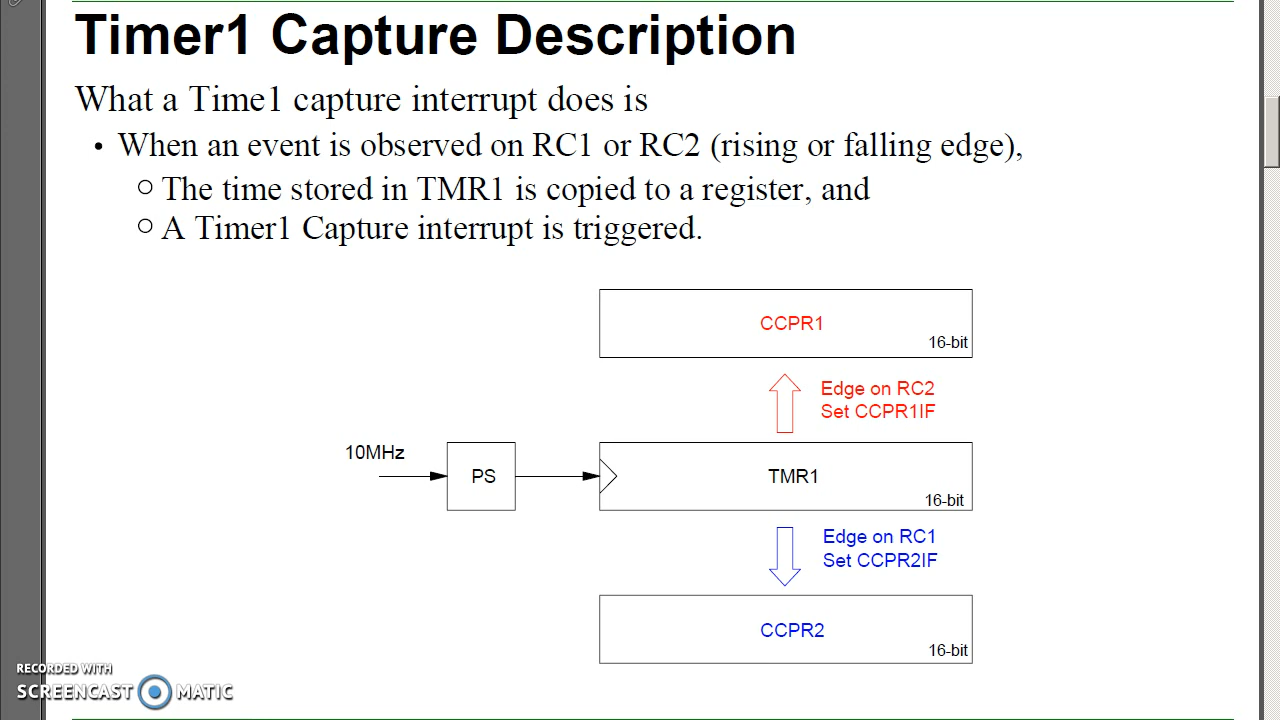 Timer1 Capture Description
What a Time1 capture interrupt does is
• When an event is observed on RC1 or RC2 (rising or falling edge),
○ The time stored in TMR1 is copied to a register, and
○ A Timer1 Capture interrupt is triggered.
CCPR1
16-bit
Edge on RC2
Set CCPR1IF
10MHz
PS
TMR1
16-bit
Edge on RC1
Set CCPR2IF
CCPR2
16-bit
RECORDED WITH
SCREENCAST MATIC